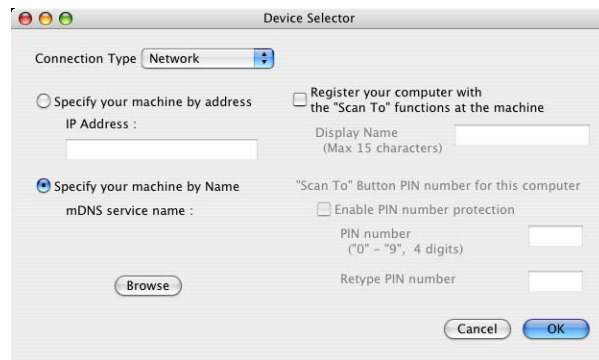 Device Selector
Connection Type Network
Specify your machine by address
IP Address :
Specify your machine by Name
mDNS service name :
Browse
Register your computer with
the "Scan To" functions at the machine
Display Name
(Max 15 characters)
"Scan To" Button PIN number for this computer
Enable PIN number protection
PIN number
("0" - "9", 4 digits)
Retype PIN number
Cancel OK